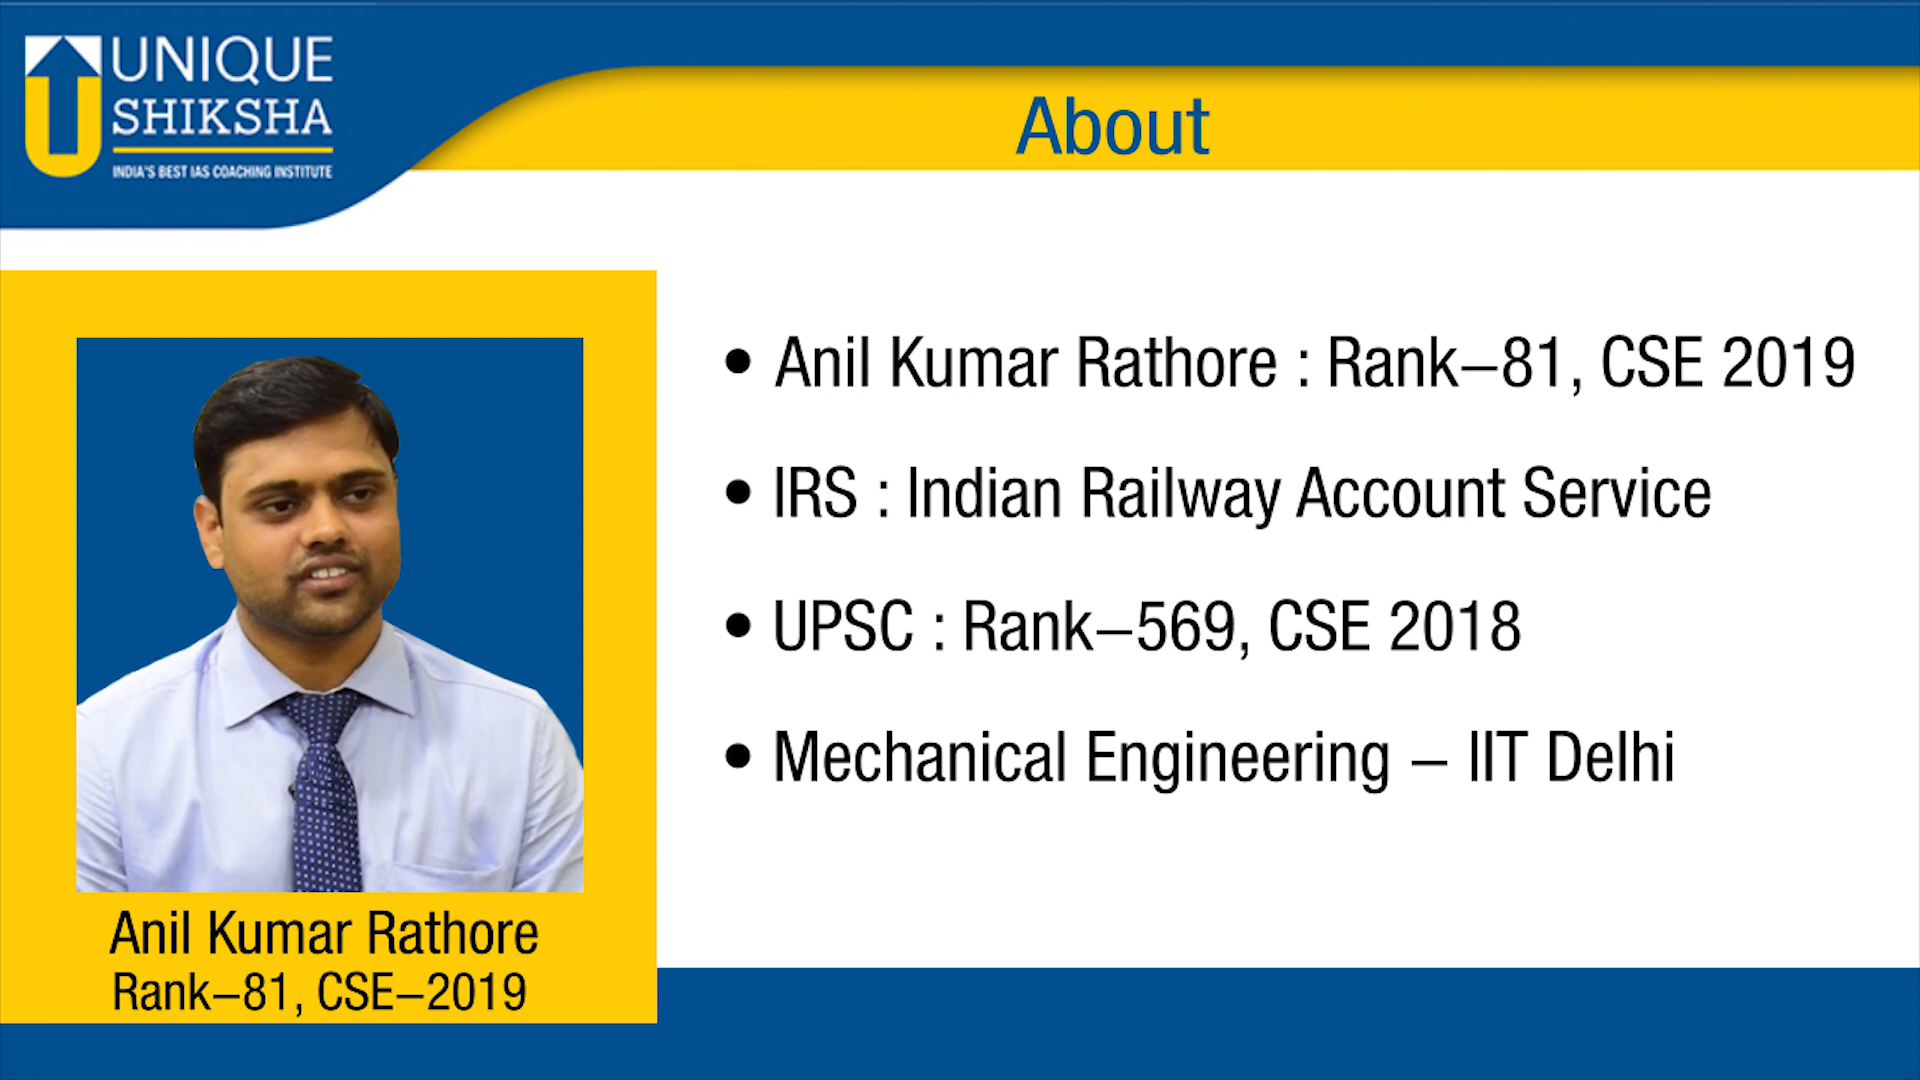 UNIQUE
SHIKSHA
INDIA'S BEST IAS COACHING INSTITUTE
About
• Anil Kumar Rathore : Rank–81, CSE 2019
• IRS : Indian Railway Account Service
• UPSC : Rank–569, CSE 2018
• Mechanical Engineering – IIT Delhi
Anil Kumar Rathore
Rank–81, CSE–2019